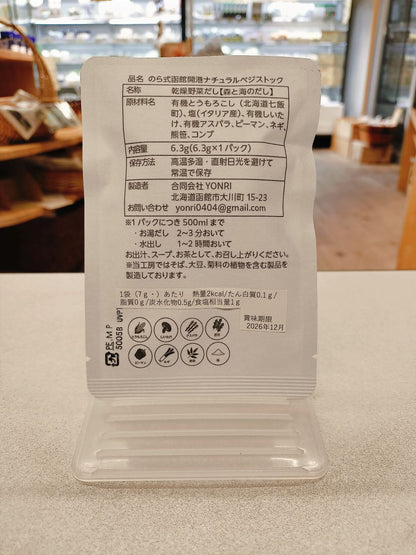 品名 のら式函館開港ナチュラルベジストック
名称 乾燥野菜だし【森と海のだし】
原材料名 有機とうもろこし（北海道七飯
町）、塩（イタリア産）、有機しい
たけ、有機アスパラ、ピーマン、ネギ、
熊笹、コンブ
内容量 6.3g(6.3g×1パック)
保存方法 高温多湿・直射日光を避けて
常温で保存
製造者 合同会社YONRI
北海道函館市大川町15-23
お問い合わせ yonri0404@gmail.com
※1パックにつき500mlまで
・お湯だし 2~3分おいて
・水出し 1~2時間おいて
お出汁、スープ、お茶として、お召し上がりください。
※当工房ではそば、大豆、菊科の植物を含む製品を
製造しております。
1袋（7g・）あたり 熱量2kcal/たん白質0.1g/
脂質0g/炭水化物0.5g/食塩相当量1g
賞味期限
2026年12月
PE,M,P
5005B UVPT